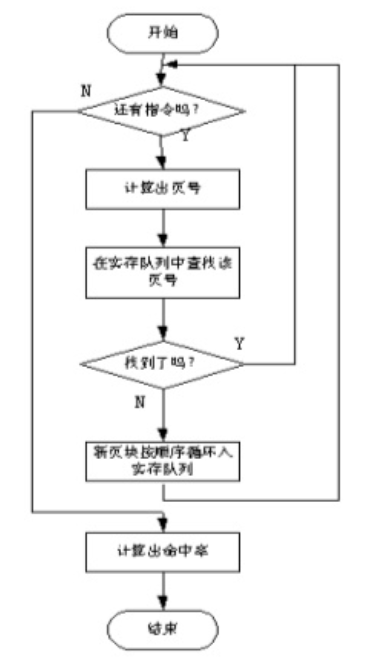 开始
N
还有指令吗?
Y
计算出页号
在实存队列中查找该
页号
Y
找到了吗?
N
新页块按顺序循环入
实存队列
计算出命中率
结束